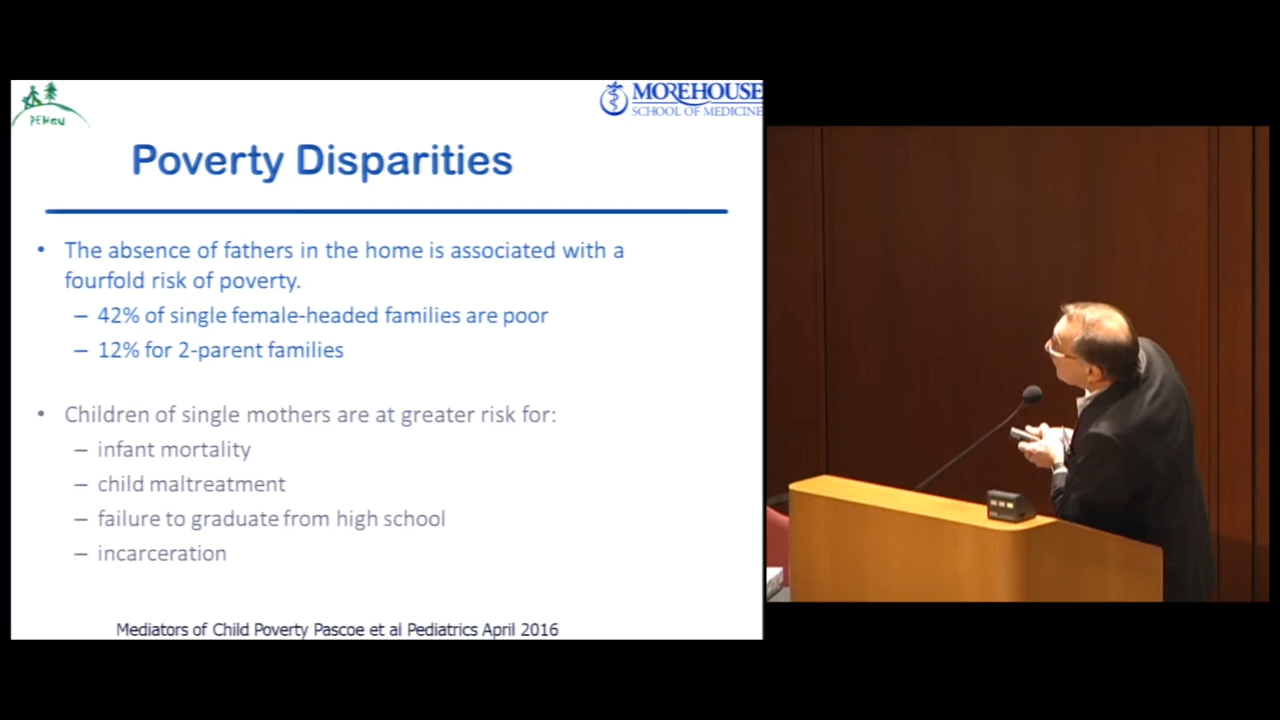 PEHSU
MOREHOUSE
SCHOOL OF MEDICINE
Poverty Disparities
• The absence of fathers in the home is associated with a
fourfold risk of poverty.
– 42% of single female-headed families are poor
– 12% for 2-parent families
• Children of single mothers are at greater risk for:
– infant mortality
– child maltreatment
– failure to graduate from high school
– incarceration
Mediators of Child Poverty Pascoe et al Pediatrics April 2016